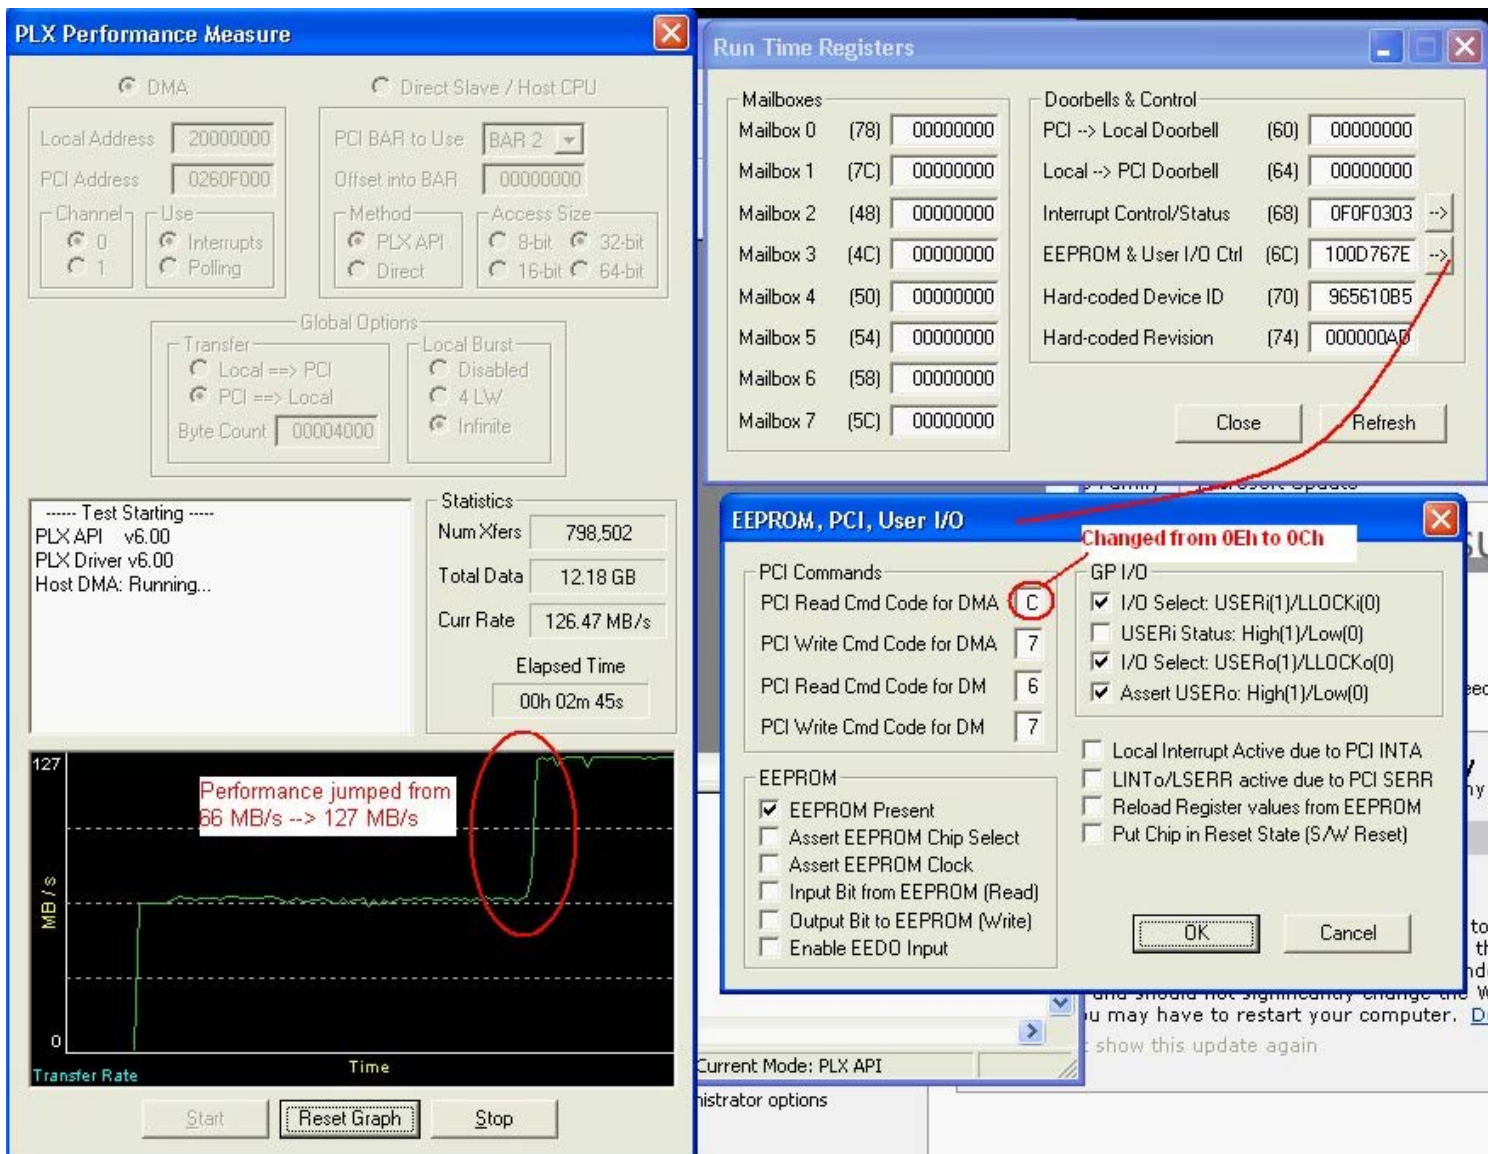 PLX Performance Measure
DMA
Direct Slave / Host CPU
Local Address 20000000
PCI Address 0260F000
Channel
0
1
Use
Interrupts
Polling
PCI BAR to Use BAR 2
Offset into BAR 00000000
Method
PLX API
Direct
Access Size
8-bit 32-bit
16-bit 64-bit
Global Options
Transfer
Local ==> PCI
PCI ==> Local
Byte Count 00004000
Local Burst
Disabled
4 LW
Infinite
----- Test Starting -----
PLX API v6.00
PLX Driver v6.00
Host DMA: Running...
Statistics
Num Xfers 798,502
Total Data 12.18 GB
Curr Rate 126.47 MB/s
Elapsed Time
00h 02m 45s
127
Performance jumped from
66 MB/s --> 127 MB/s
MB / s
0
Time
Transfer Rate
Start Reset Graph Stop
Run Time Registers
Mailboxes
Mailbox 0 (78) 00000000
Mailbox 1 (7C) 00000000
Mailbox 2 (48) 00000000
Mailbox 3 (4C) 00000000
Mailbox 4 (50) 00000000
Mailbox 5 (54) 00000000
Mailbox 6 (58) 00000000
Mailbox 7 (5C) 00000000
Doorbells & Control
PCI --> Local Doorbell (60) 00000000
Local --> PCI Doorbell (64) 00000000
Interrupt Control/Status (68) 0F0F0303 -->
EEPROM & User I/O Ctrl (6C) 100D767E -->
Hard-coded Device ID (70) 965610B5
Hard-coded Revision (74) 000000AD
Close Refresh
EEPROM, PCI, User I/O
Changed from 0Eh to 0Ch
PCI Commands
PCI Read Cmd Code for DMA C
PCI Write Cmd Code for DMA 7
PCI Read Cmd Code for DM 6
PCI Write Cmd Code for DM 7
EEPROM
EEPROM Present
Assert EEPROM Chip Select
Assert EEPROM Clock
Input Bit from EEPROM (Read)
Output Bit to EEPROM (Write)
Enable EEDO Input
GP I/O
I/O Select: USERi(1)/LLOCKi(0)
USERi Status: High(1)/Low(0)
I/O Select: USERo(1)/LLOCKo(0)
Assert USERo: High(1)/Low(0)
Local Interrupt Active due to PCI INTA
LINTo/LSERR active due to PCI SERR
Reload Register values from EEPROM
Put Chip in Reset State (S/W Reset)
OK Cancel
and should not significantly change the W
u may have to restart your computer. D
show this update again
Current Mode: PLX API
nistrator options